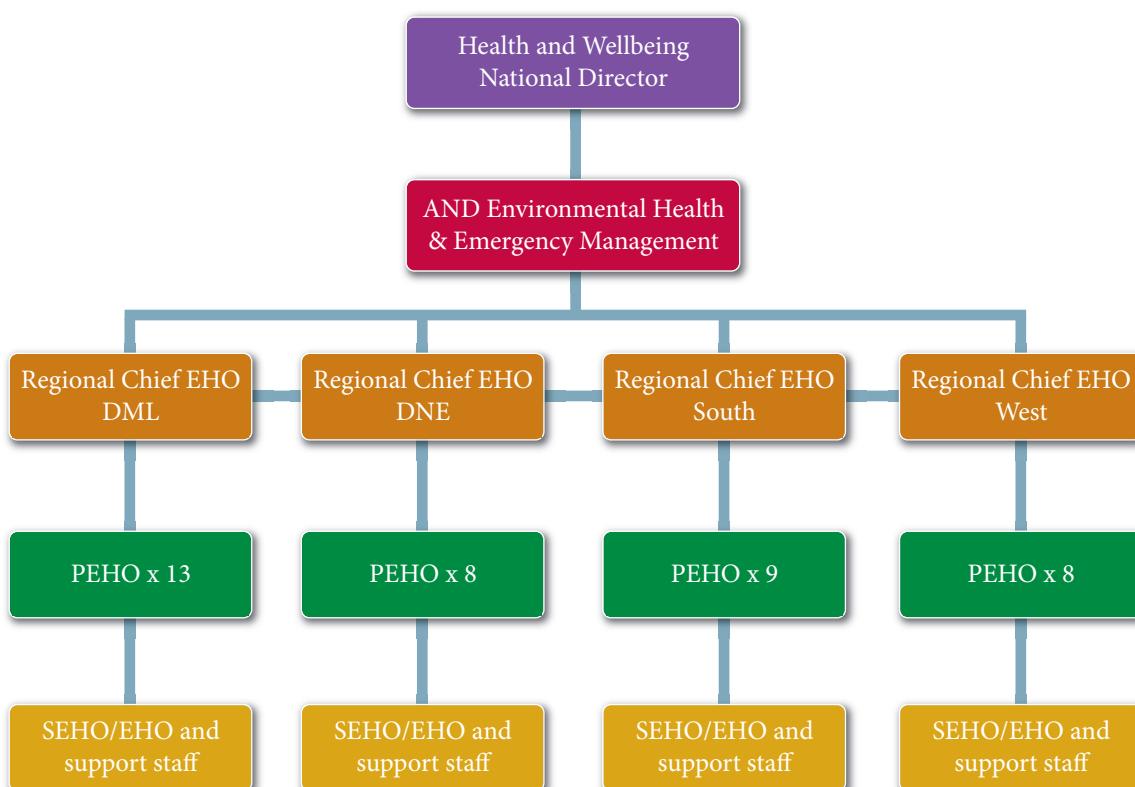 Health and Wellbeing
National Director
AND Environmental Health
& Emergency Management
Regional Chief EHO
DML
Regional Chief EHO
DNE
Regional Chief EHO
South
Regional Chief EHO
West
PEHO x 13
PEHO x 8
PEHO x 9
PEHO x 8
SEHO/EHO and
support staff
SEHO/EHO and
support staff
SEHO/EHO and
support staff
SEHO/EHO and
support staff